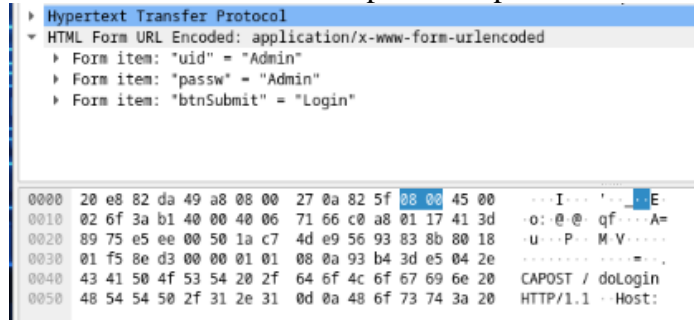 Hypertext Transfer Protocol
HTML Form URL Encoded: application/x-www-form-urlencoded
Form item: "uid" = "Admin"
Form item: "passw" = "Admin"
Form item: "btnSubmit" = "Login"
0000 20 e8 82 da 49 a8 08 00 27 0a 82 5f 08 00 45 00 ····I··· '··_··E·
0010 02 6f 3a b1 40 00 40 06 71 66 c0 a8 01 17 41 3d ·o:·@·@· qf····A=
0020 89 75 e5 ee 00 50 1a c7 4d e9 56 93 83 8b 80 18 ·u···P·· M·V·····
0030 01 f5 8e d3 00 00 01 01 08 0a 93 b4 3d e5 04 2e ········ ····=··.
0040 43 41 50 4f 53 54 20 2f 64 6f 4c 6f 67 69 6e 20 CAPOST / doLogin
0050 48 54 54 50 2f 31 2e 31 0d 0a 48 6f 73 74 3a 20 HTTP/1.1 ··Host: